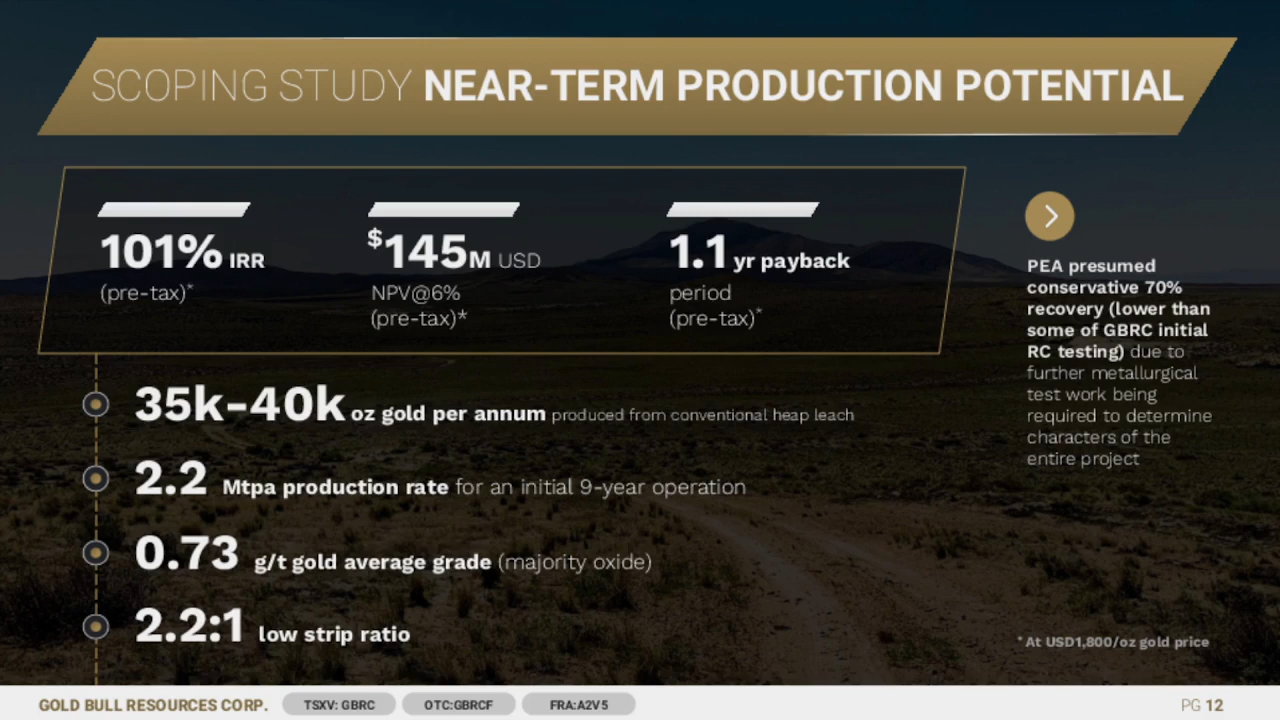 SCOPING STUDY NEAR-TERM PRODUCTION POTENTIAL
101% IRR
(pre-tax)*
$145M USD
NPV@6%
(pre-tax)*
1.1 yr payback
period
(pre-tax)*
PEA presumed
conservative 70%
recovery (lower than
some of GBRC initial
RC testing) due to
further metallurgical
test work being
required to determine
characters of the
entire project
35k-40k oz gold per annum produced from conventional heap leach
2.2 Mtpa production rate for an initial 9-year operation
0.73 g/t gold average grade (majority oxide)
2.2:1 low strip ratio
*At USD1,800/oz gold price
GOLD BULL RESOURCES CORP. TSXV: GBRC OTC:GBRCF FRA:A2V5 PG 12